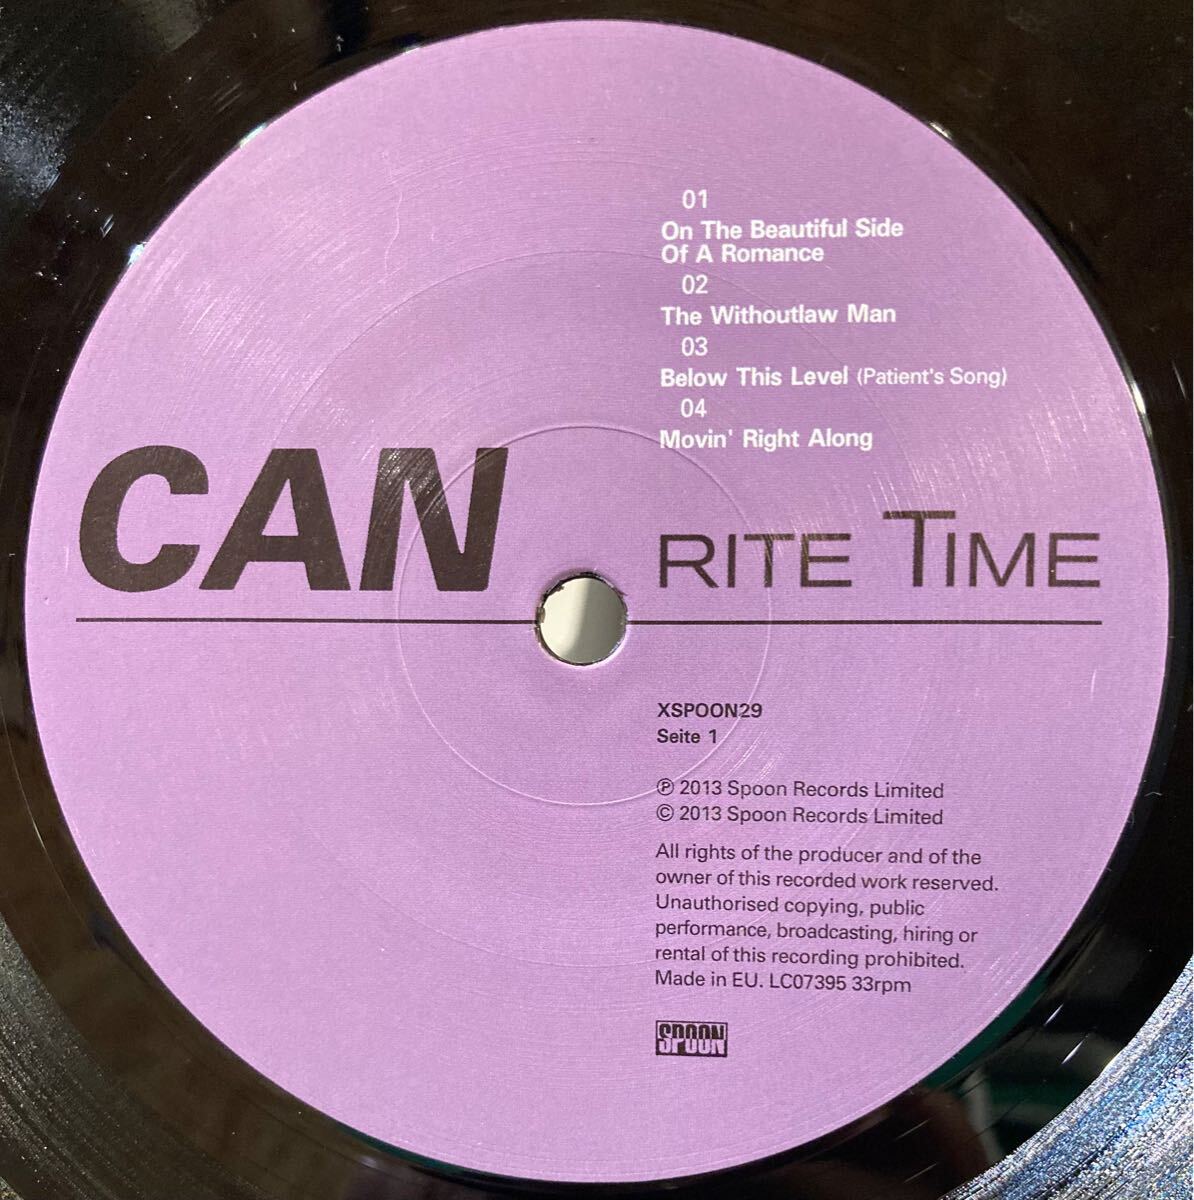 01
On The Beautiful Side
Of A Romance
02
The Withoutlaw Man
03
Below This Level (Patient's Song)
04
Movin' Right Along
CAN
RITE TIME
XSPOON29
Seite 1
℗ 2013 Spoon Records Limited
© 2013 Spoon Records Limited
All rights of the producer and of the
owner of this recorded work reserved.
Unauthorised copying, public
performance, broadcasting, hiring or
rental of this recording prohibited.
Made in EU. LC07395 33rpm
SPOON